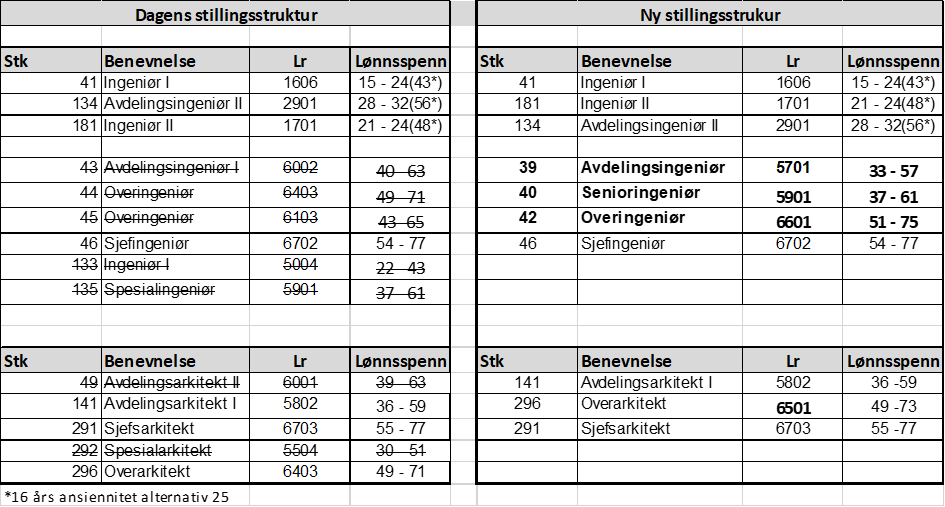 Dagens stillingsstruktur Ny stillingsstrukur
Stk Benevnelse Lr Lønnsspenn Stk Benevnelse Lr Lønnsspenn
41 Ingeniør I 1606 15 - 24(43*) 41 Ingeniør I 1606 15 - 24(43*)
134 Avdelingsingeniør II 2901 28 - 32(56*) 181 Ingeniør II 1701 21 - 24(48*)
181 Ingeniør II 1701 21 - 24(48*) 134 Avdelingsingeniør II 2901 28 - 32(56*)
43 Avdelingsingeniør I 6002 40 - 63 39 Avdelingsingeniør 5701 33 - 57
44 Overingeniør 6403 49 - 71 40 Senioringeniør 5901 37 - 61
45 Overingeniør 6103 43 - 65 42 Overingeniør 6601 51 - 75
46 Sjefingeniør 6702 54 - 77 46 Sjefingeniør 6702 54 - 77
133 Ingeniør I 5004 22 - 43
135 Spesialingeniør 5901 37 - 61
Stk Benevnelse Lr Lønnsspenn Stk Benevnelse Lr Lønnsspenn
49 Avdelingsarkitekt II 6001 39 - 63 141 Avdelingsarkitekt I 5802 36 -59
141 Avdelingsarkitekt I 5802 36 - 59 296 Overarkitekt 6501 49 -73
291 Sjefsarkitekt 6703 55 - 77 291 Sjefsarkitekt 6703 55 -77
292 Spesialarkitekt 5504 30 - 51
296 Overarkitekt 6403 49 - 71
*16 års ansiennitet alternativ 25